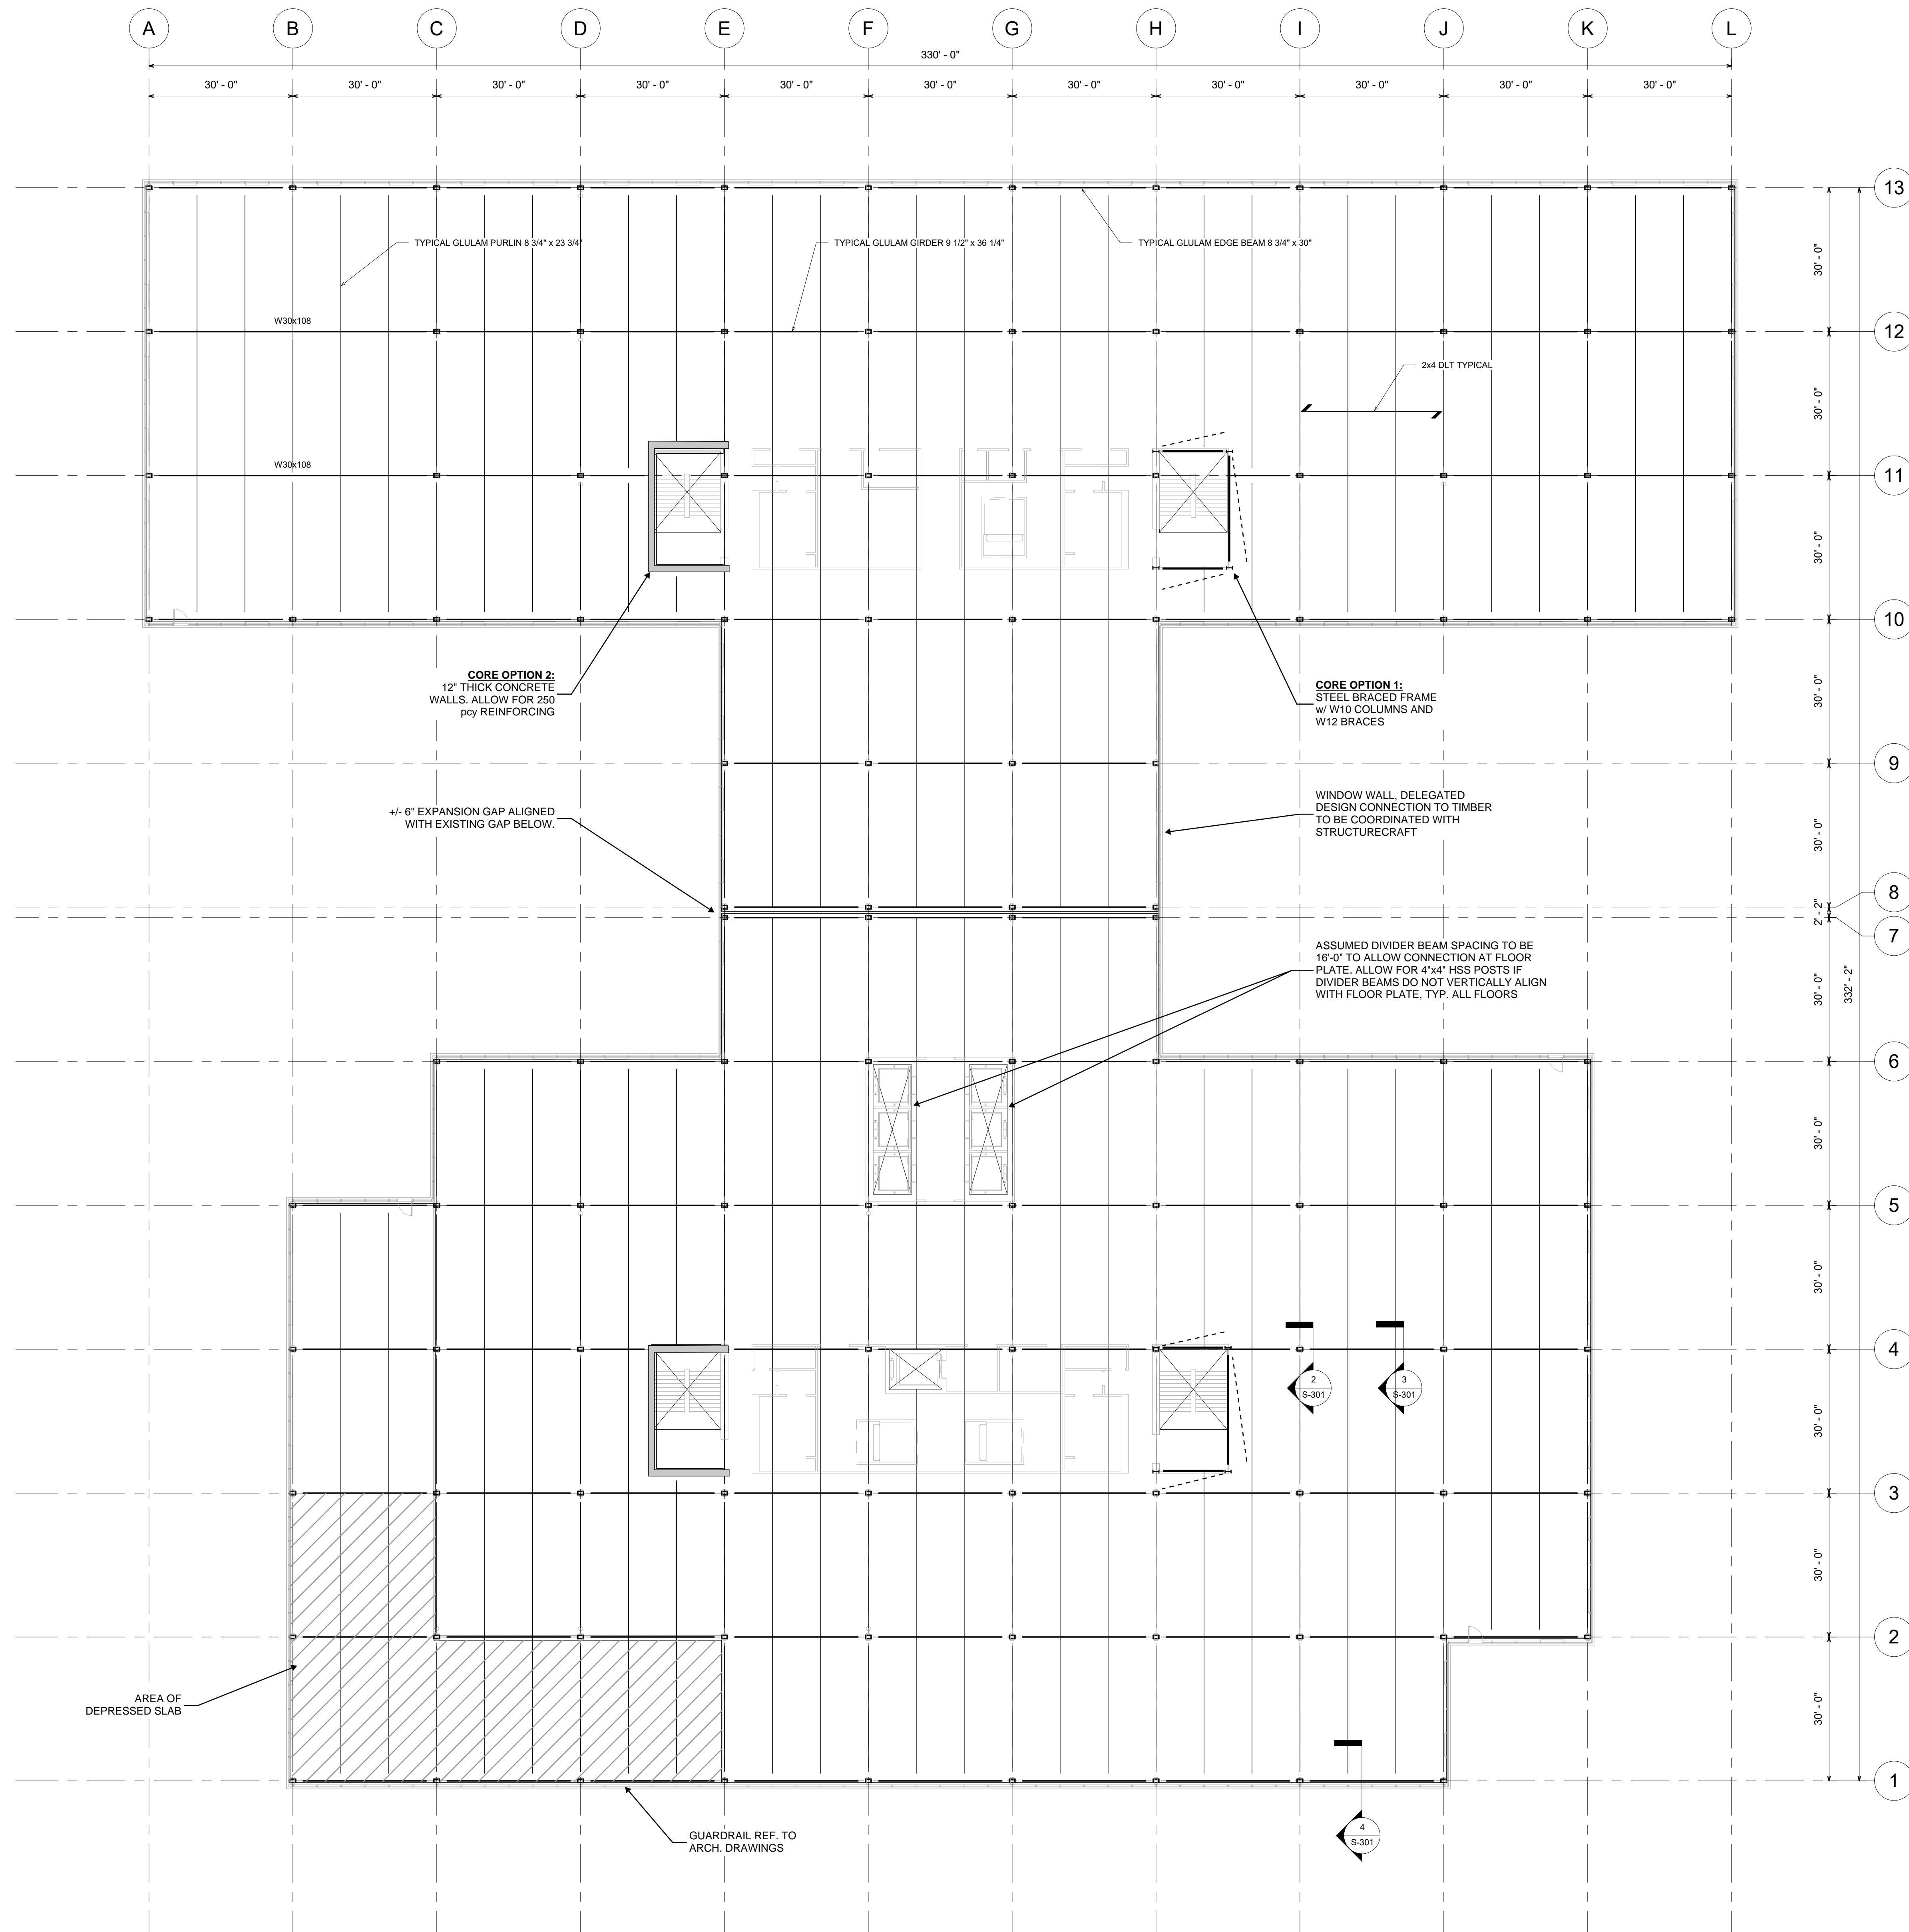 A
B
C
D
E
F
G
H
I
J
K
L
330' - 0"
30' - 0"
30' - 0"
30' - 0"
30' - 0"
30' - 0"
30' - 0"
30' - 0"
30' - 0"
30' - 0"
30' - 0"
30' - 0"
13
TYPICAL GLULAM PURLIN 8 3/4" x 23 3/4"
TYPICAL GLULAM GIRDER 9 1/2" x 36 1/4"
TYPICAL GLULAM EDGE BEAM 8 3/4" x 30"
30' - 0"
W30x108
12
2x4 DLT TYPICAL
30' - 0"
W30x108
11
30' - 0"
10
CORE OPTION 2:
12" THICK CONCRETE
WALLS. ALLOW FOR 250
pcy REINFORCING
CORE OPTION 1:
STEEL BRACED FRAME
w/ W10 COLUMNS AND
W12 BRACES
30' - 0"
9
+/- 6" EXPANSION GAP ALIGNED
WITH EXISTING GAP BELOW.
WINDOW WALL, DELEGATED
DESIGN CONNECTION TO TIMBER
TO BE COORDINATED WITH
STRUCTURECRAFT
30' - 0"
8
2' - 2"
7
ASSUMED DIVIDER BEAM SPACING TO BE
16'-0" TO ALLOW CONNECTION AT FLOOR
PLATE. ALLOW FOR 4"x4" HSS POSTS IF
DIVIDER BEAMS DO NOT VERTICALLY ALIGN
WITH FLOOR PLATE, TYP. ALL FLOORS
30' - 0"
332' - 2"
6
30' - 0"
5
30' - 0"
4
2
S-301
3
S-301
30' - 0"
3
30' - 0"
2
AREA OF
DEPRESSED SLAB
30' - 0"
1
GUARDRAIL REF. TO
ARCH. DRAWINGS
4
S-301